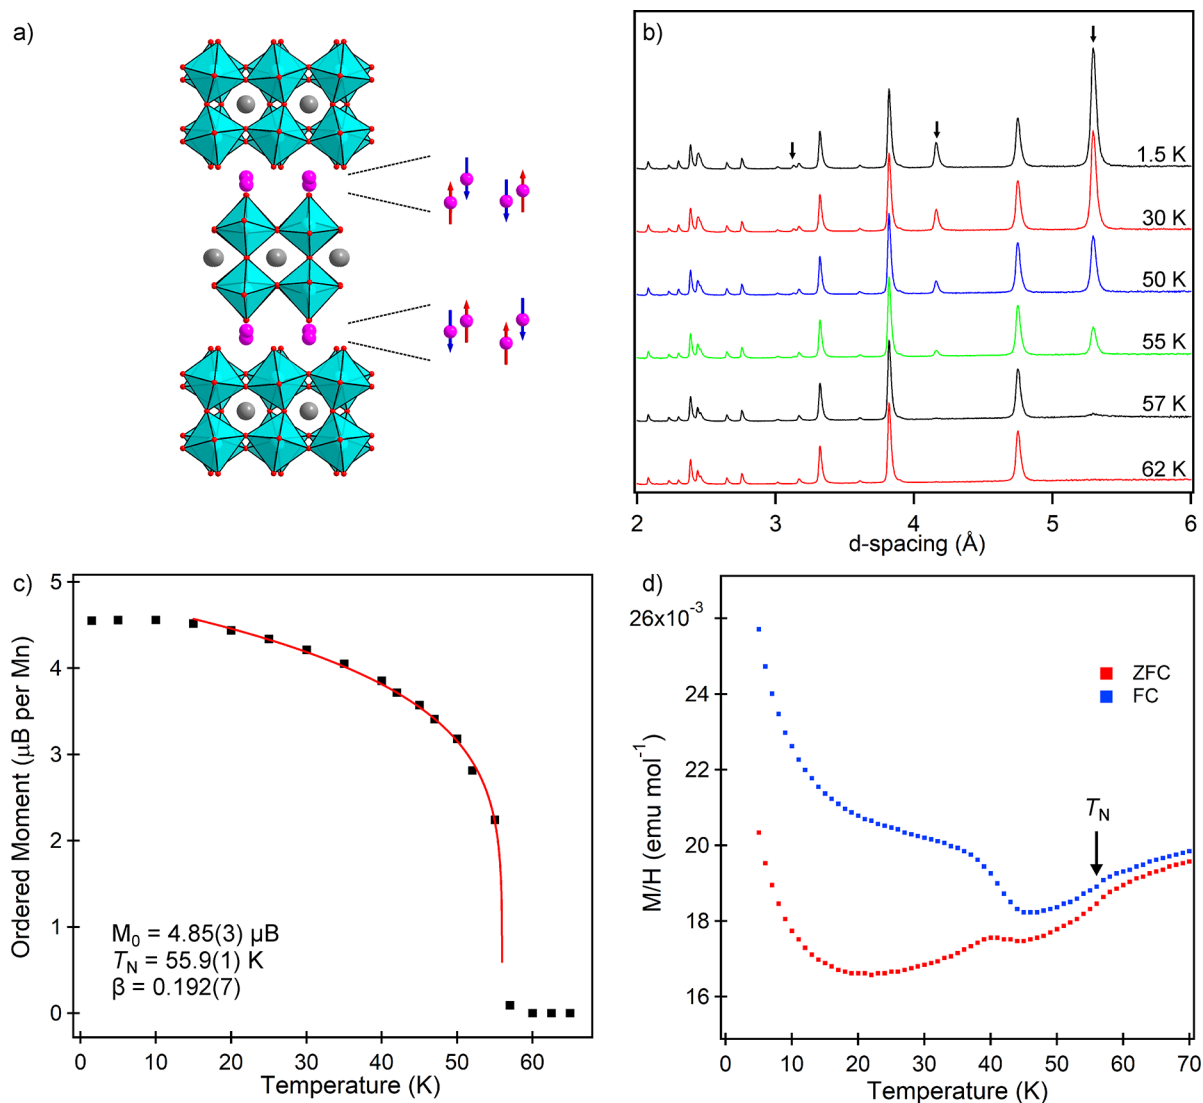 a)
b)
1.5 K
30 K
50 K
55 K
57 K
62 K
2 3 4 5 6
d-spacing (Å)
c)
5
4
3
2
1
0
Ordered Moment (μB per Mn)
M0 = 4.85(3) μB
TN = 55.9(1) K
β = 0.192(7)
0 10 20 30 40 50 60
Temperature (K)
d)
26x10-3
24
22
20
18
16
M/H (emu mol-1)
ZFC
FC
TN
0 10 20 30 40 50 60 70
Temperature (K)